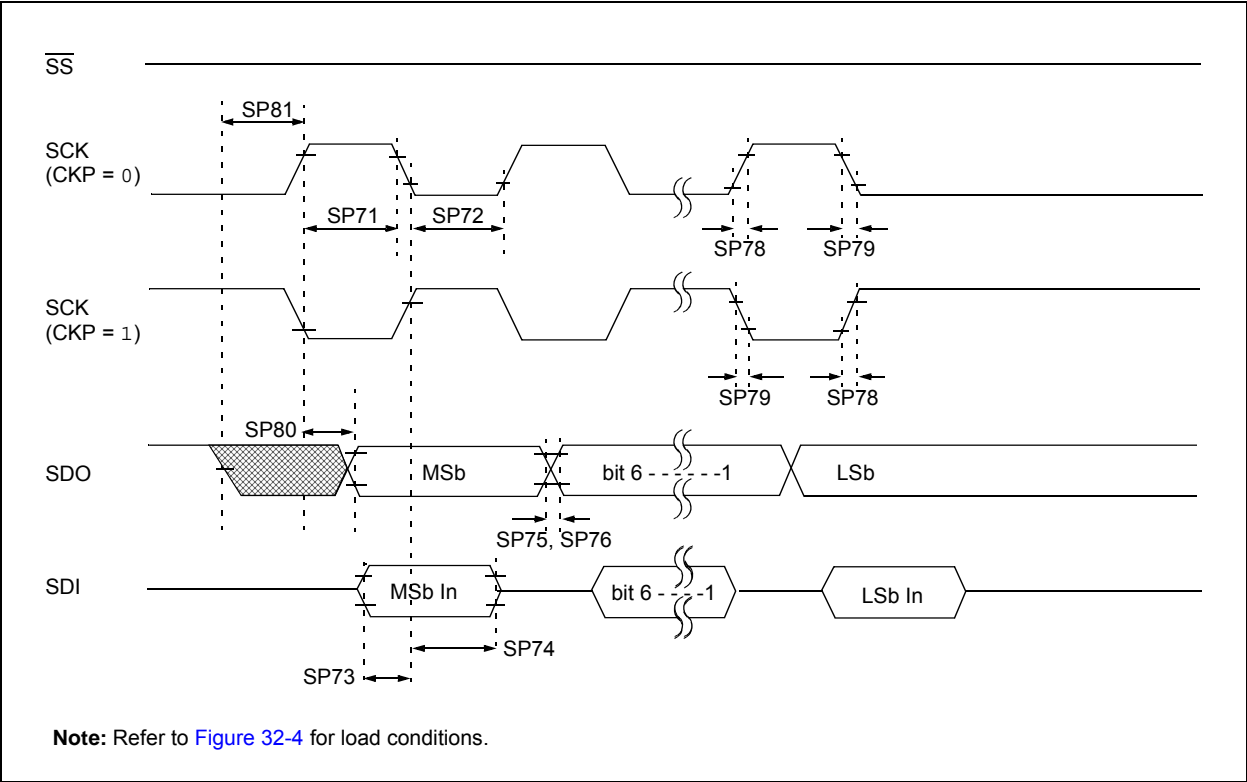 SS
SP81
SCK
(CKP = 0)
SP71
SP72
SP78
SP79
SCK
(CKP = 1)
SP79
SP78
SP80
SDO
MSb
bit 6 - - - - - -1
LSb
SP75, SP76
SDI
MSb In
bit 6 - - - -1
LSb In
SP74
SP73
Note: Refer to Figure 32-4 for load conditions.